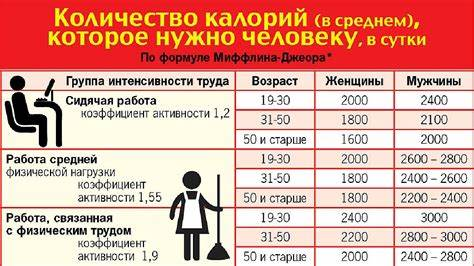 Количество калорий (в среднем),
которое нужно человеку, в сутки
По формуле Миффлина-Джеора*
Группа интенсивности труда Возраст Женщины Мужчины
Сидячая работа
коэффициент активности 1,2
19-30 2000 2400
31-50 1800 2100
50 и старше 1600 1800
Работа средней
физической нагрузки
коэффициент
активности 1,55
19-30 2000 2600 – 2800
31-50 2000 2400 – 2600
50 и старше 1800 2200 – 2400
Работа, связанная
с физическим трудом
коэффициент
активности 1,9
19-30 2400 3000
31-50 2200 2800 – 3000
50 и старше 2000 2400 – 2800